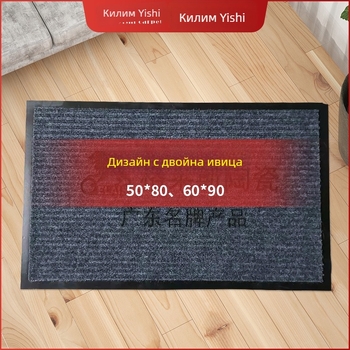 Килим Yishi
Килим Yishi
Дизайн с двойна ивица
50*80、60*90
广东名牌产品